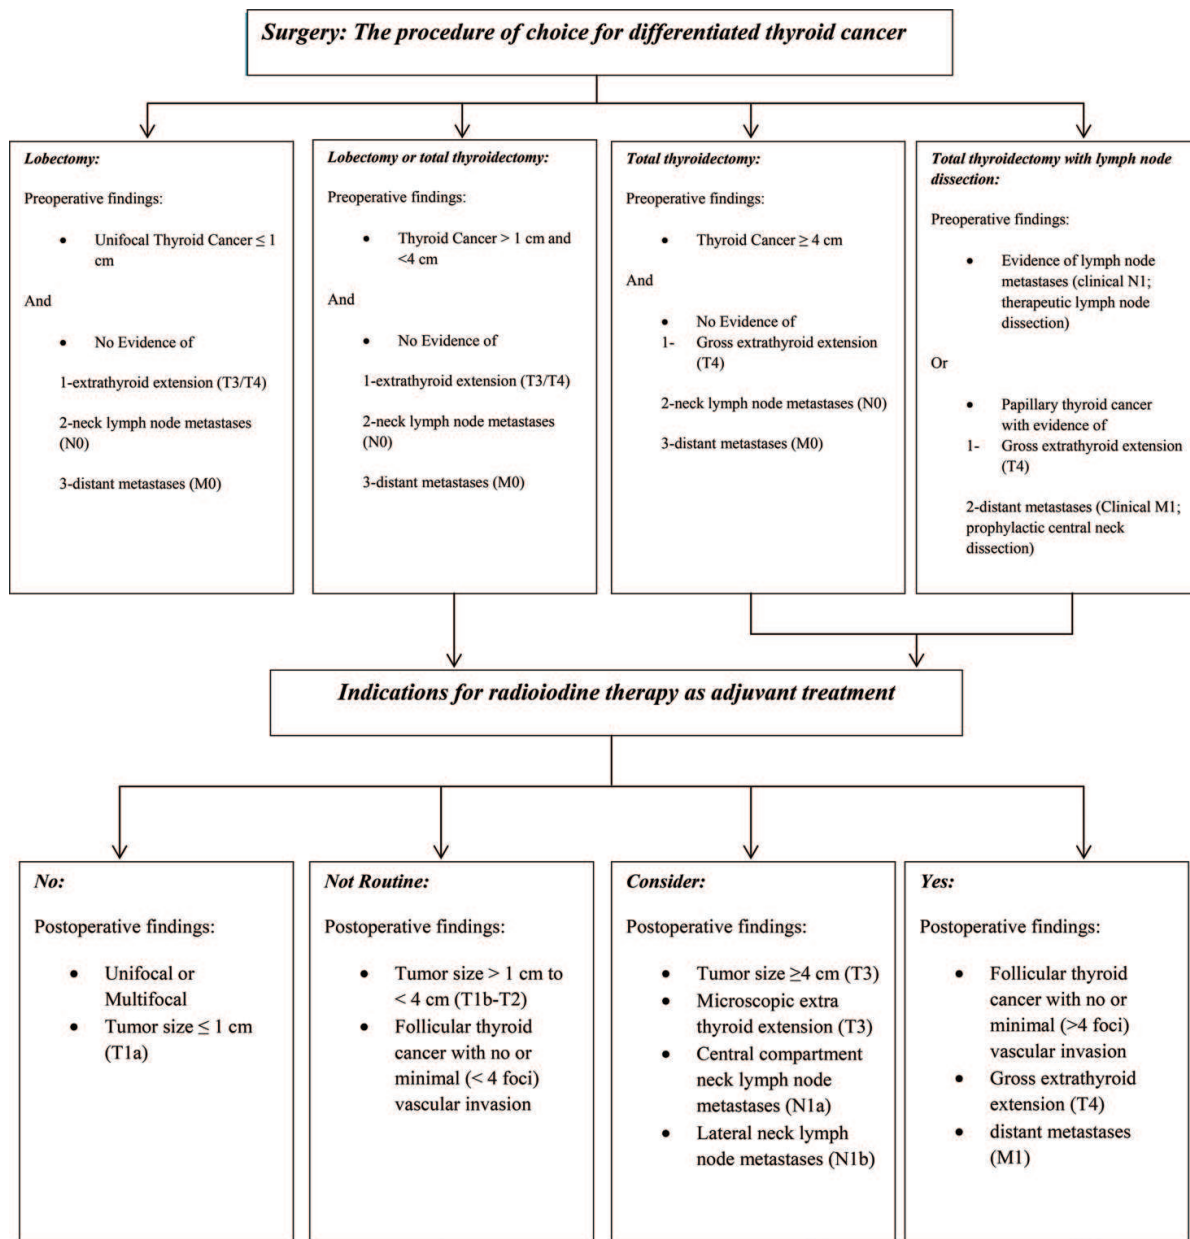 Surgery: The procedure of choice for differentiated thyroid cancer
Lobectomy:
Preoperative findings:
• Unifocal Thyroid Cancer ≤ 1
cm
And
• No Evidence of
1-extrathyroid extension (T3/T4)
2-neck lymph node metastases
(N0)
3-distant metastases (M0)
Lobectomy or total thyroidectomy:
Preoperative findings:
• Thyroid Cancer > 1 cm and
<4 cm
And
• No Evidence of
1-extrathyroid extension (T3/T4)
2-neck lymph node metastases
(N0)
3-distant metastases (M0)
Total thyroidectomy:
Preoperative findings:
• Thyroid Cancer ≥ 4 cm
And
• No Evidence of
1- Gross extrathyroid extension
(T4)
2-neck lymph node metastases (N0)
3-distant metastases (M0)
Total thyroidectomy with lymph node
dissection:
Preoperative findings:
• Evidence of lymph node
metastases (clinical N1;
therapeutic lymph node
dissection)
Or
• Papillary thyroid cancer
with evidence of
1- Gross extrathyroid extension
(T4)
2-distant metastases (Clinical M1;
prophylactic central neck
dissection)
Indications for radioiodine therapy as adjuvant treatment
No:
Postoperative findings:
• Unifocal or
Multifocal
• Tumor size ≤ 1 cm
(T1a)
Not Routine:
Postoperative findings:
• Tumor size > 1 cm to
< 4 cm (T1b-T2)
• Follicular thyroid
cancer with no or
minimal (< 4 foci)
vascular invasion
Consider:
Postoperative findings:
• Tumor size ≥4 cm (T3)
• Microscopic extra
thyroid extension (T3)
• Central compartment
neck lymph node
metastases (N1a)
• Lateral neck lymph
node metastases (N1b)
Yes:
Postoperative findings:
• Follicular thyroid
cancer with no or
minimal (>4 foci)
vascular invasion
• Gross extrathyroid
extension (T4)
• distant metastases
(M1)